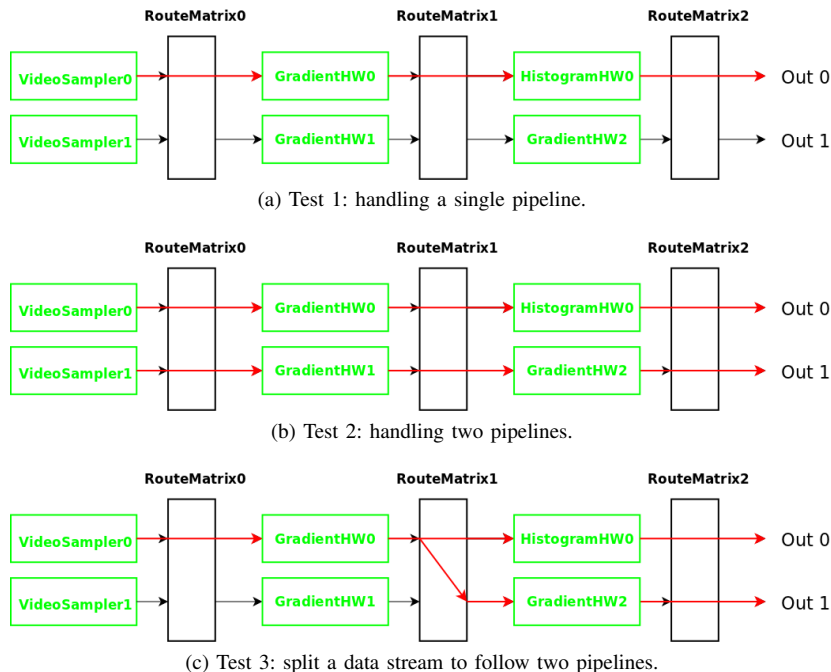 RouteMatrix0 RouteMatrix1 RouteMatrix2
VideoSampler0 GradientHW0 HistogramHW0 Out 0
VideoSampler1 GradientHW1 GradientHW2 Out 1
(a) Test 1: handling a single pipeline.
RouteMatrix0 RouteMatrix1 RouteMatrix2
VideoSampler0 GradientHW0 HistogramHW0 Out 0
VideoSampler1 GradientHW1 GradientHW2 Out 1
(b) Test 2: handling two pipelines.
RouteMatrix0 RouteMatrix1 RouteMatrix2
VideoSampler0 GradientHW0 HistogramHW0 Out 0
VideoSampler1 GradientHW1 GradientHW2 Out 1
(c) Test 3: split a data stream to follow two pipelines.